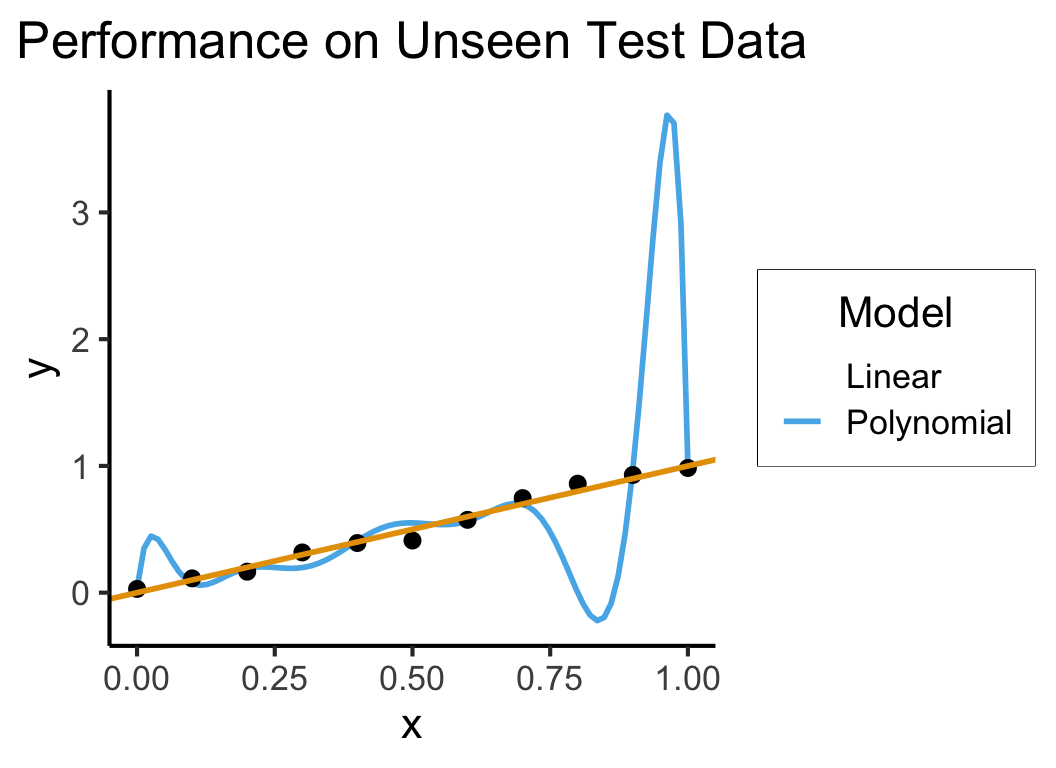 Performance on Unseen Test Data
y
3
2
1
0
0.00 0.25 0.50 0.75 1.00
x
Model
Linear
Polynomial